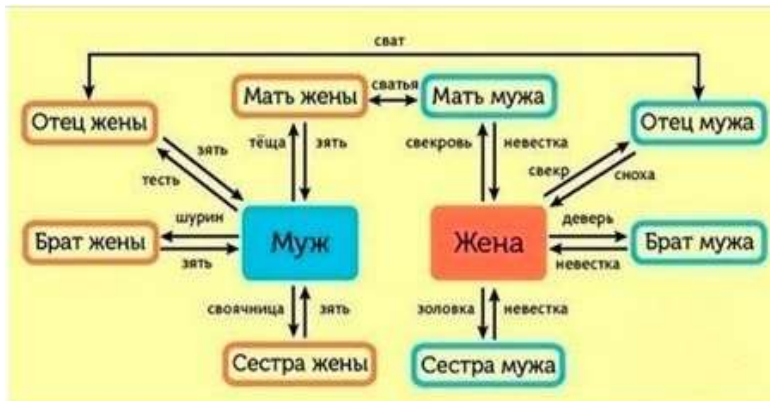 сват
Мать жены
сватья
Мать мужа
Отец жены
Отец мужа
зять
тесть
тёща
зять
свекровь
невестка
свекр
сноха
шурин
Брат жены
зять
Муж
Жена
деверь
Брат мужа
невестка
своячница
зять
золовка
невестка
Сестра жены
Сестра мужа